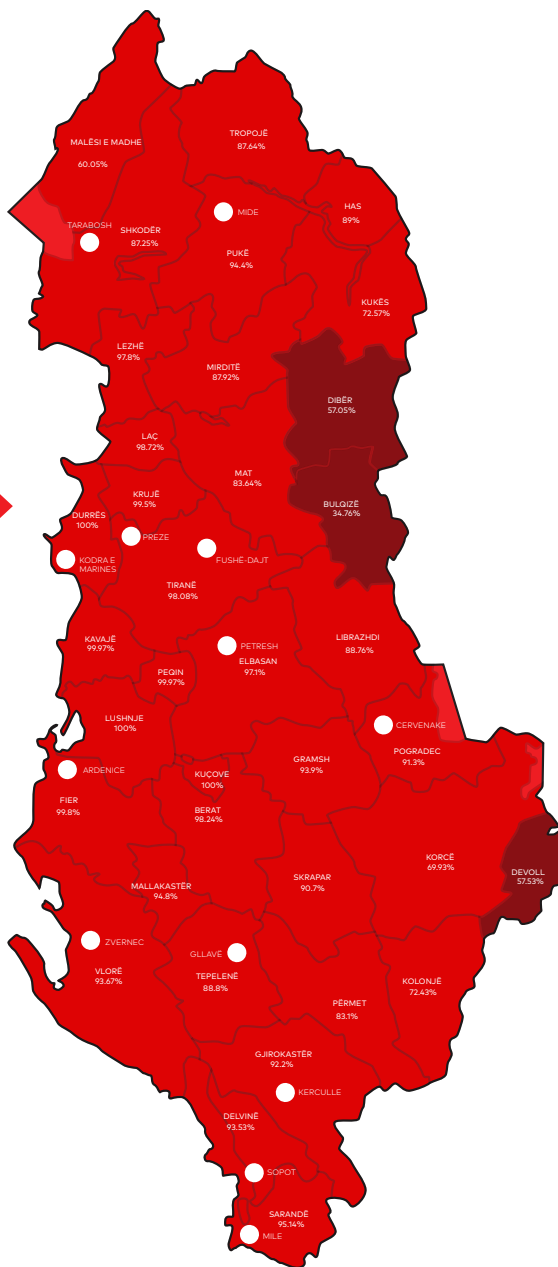 TROPOJË
87.64%
MALËSI E MADHE
60.05%
HAS
89%
MIDE
TARABOSH
SHKODËR
87.25%
PUKË
94.4%
KUKËS
72.57%
LEZHË
97.8%
MIRDITË
87.92%
DIBËR
57.05%
LAÇ
98.72%
MAT
83.64%
KRUJË
99.5%
BULQIZË
34.76%
DURRËS
100%
PREZE
KODRA E
MARINES
FUSHË-DAJT
TIRANË
98.08%
LIBRAZHDI
88.76%
KAVAJË
99.97%
PETRESH
ELBASAN
97.1%
PEQIN
99.97%
LUSHNJE
100%
CERVENAKE
POGRADEC
91.3%
GRAMSH
93.9%
ARDENICE
KUÇOVE
100%
FIER
99.8%
BERAT
98.24%
KORCË
69.93%
DEVOLL
57.53%
SKRAPAR
90.7%
MALLAKASTËR
94.8%
ZVERNEC
GLLAVË
VLORË
93.67%
TEPELENË
88.8%
KOLONJË
72.43%
PËRMET
83.1%
GJIROKASTËR
92.2%
KERCULLE
DELVINË
93.53%
SOPOT
SARANDË
95.14%
MILE